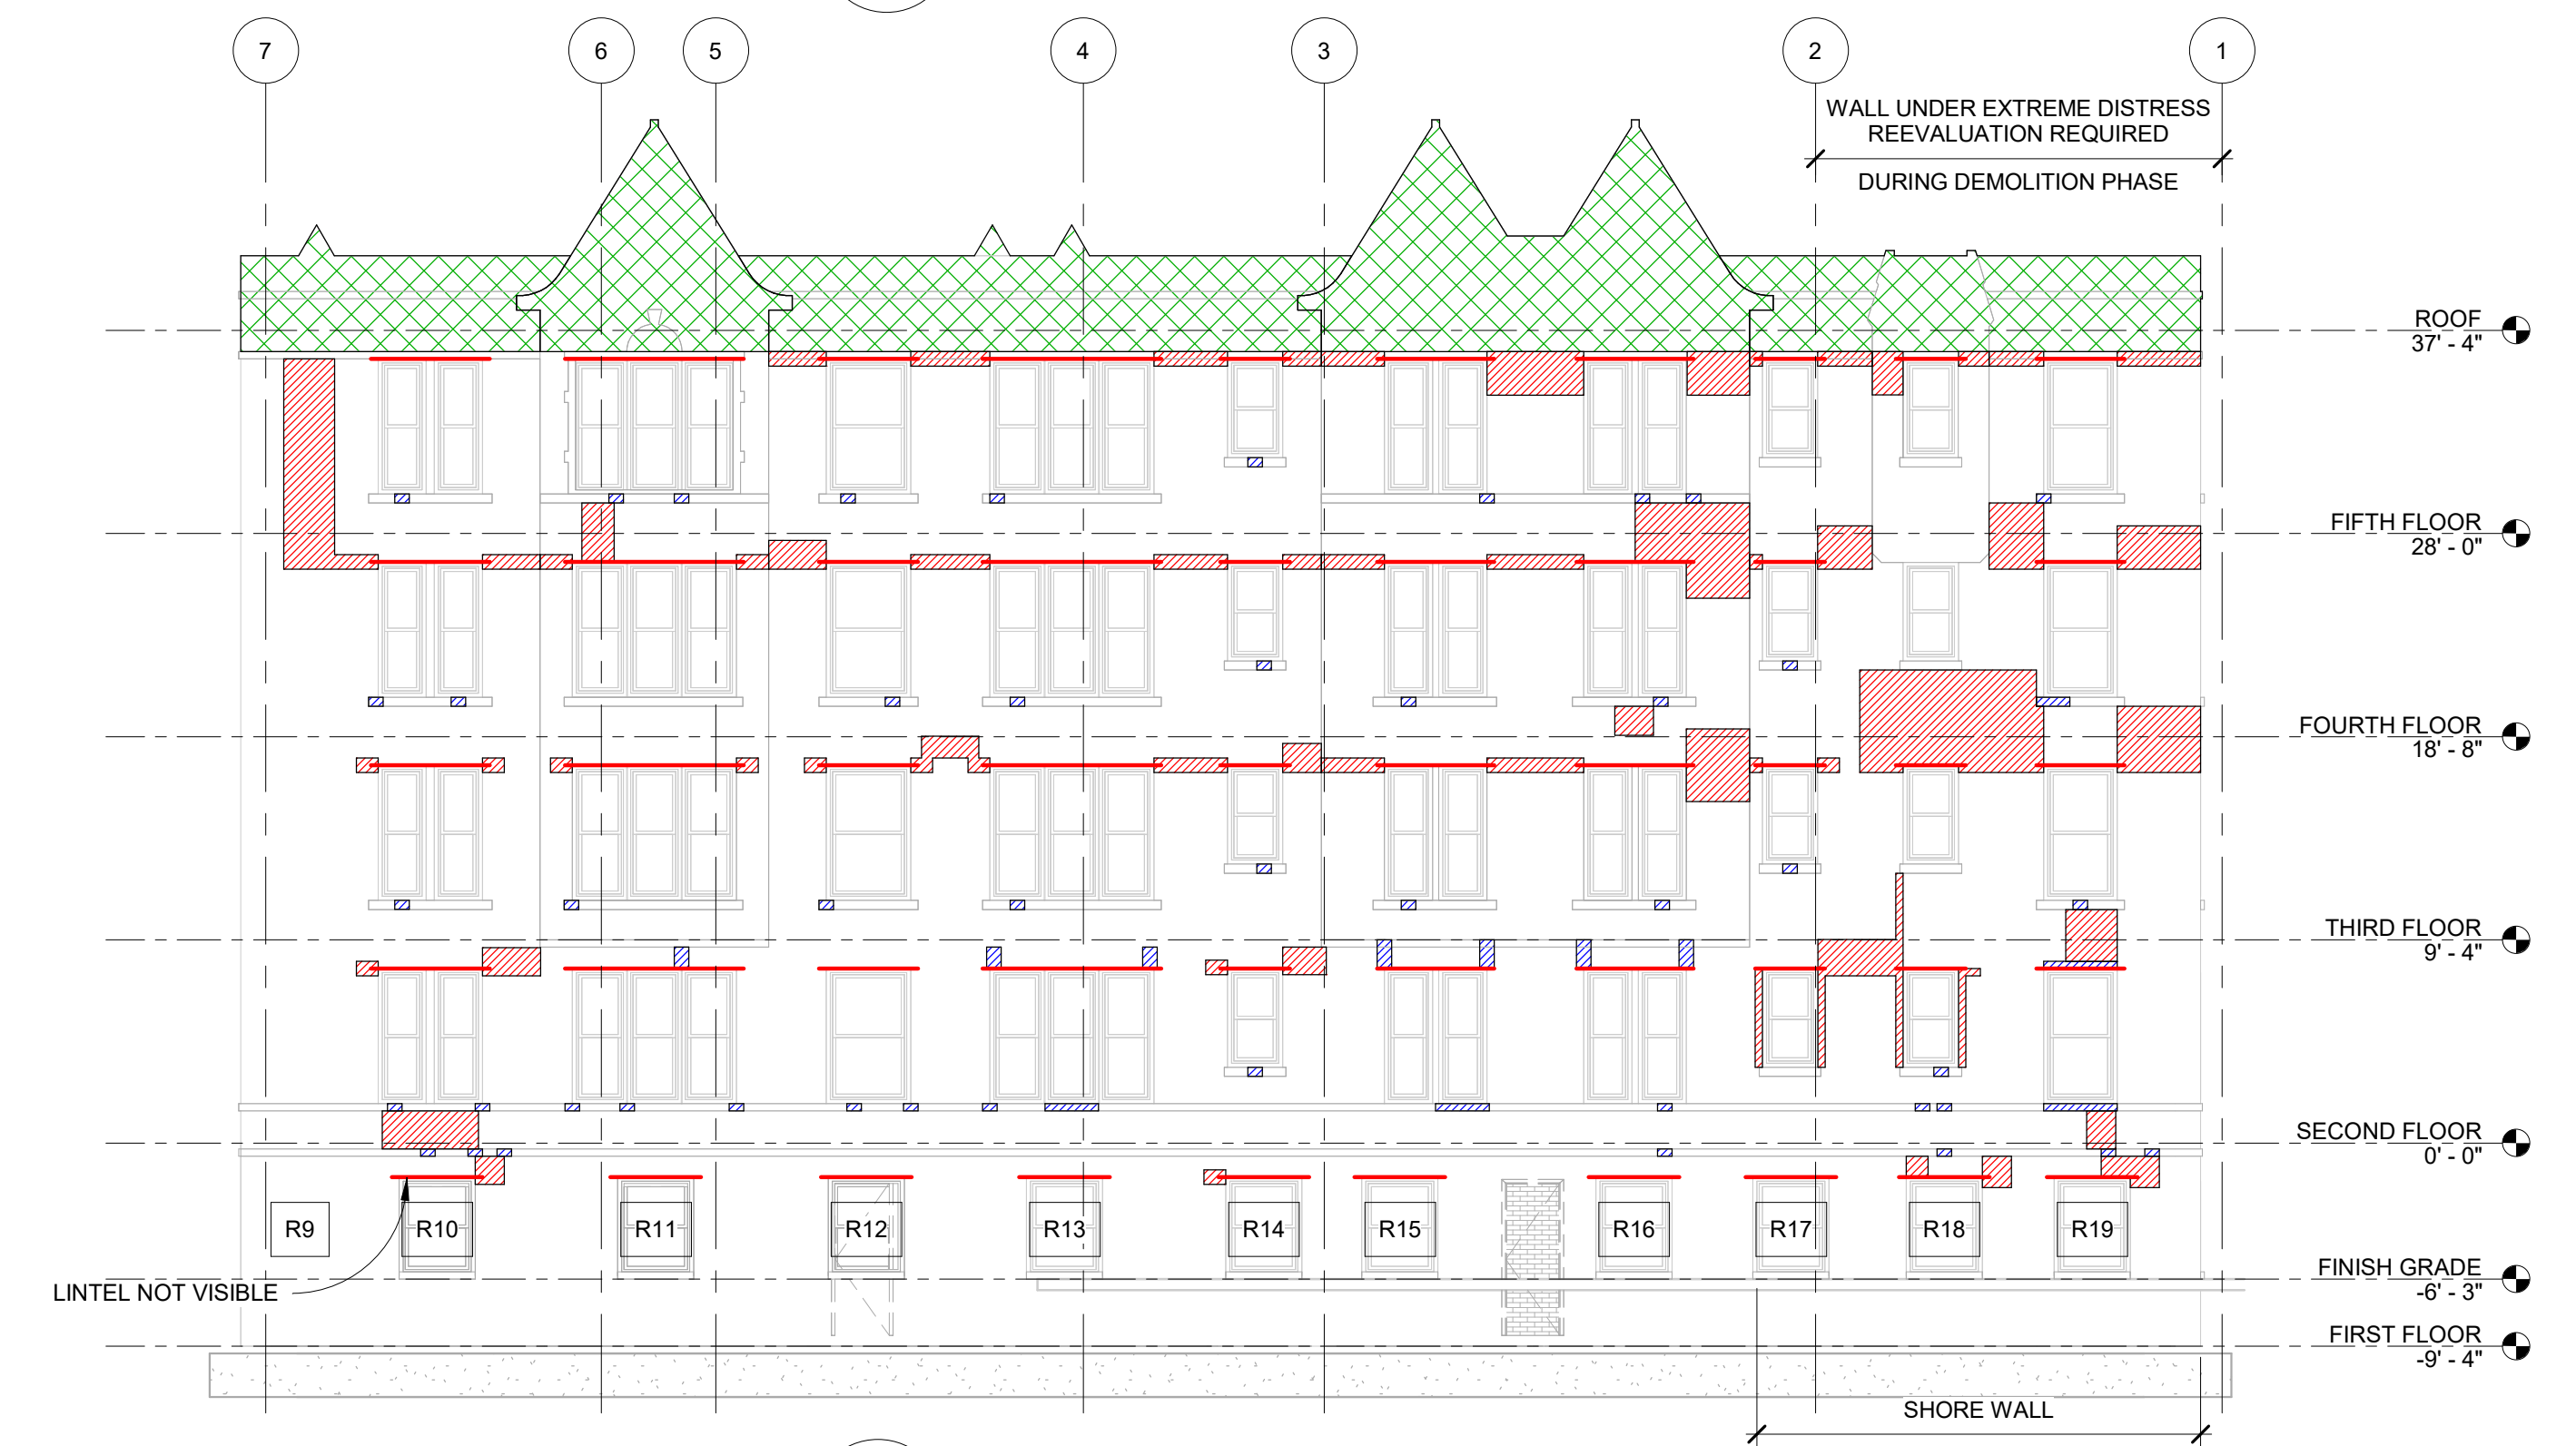 7
6
5
4
3
2
1
WALL UNDER EXTREME DISTRESS
REEVALUATION REQUIRED
DURING DEMOLITION PHASE
ROOF
37' - 4"
FIFTH FLOOR
28' - 0"
FOURTH FLOOR
18' - 8"
THIRD FLOOR
9' - 4"
SECOND FLOOR
0' - 0"
R9
R10
R11
R12
R13
R14
R15
R16
R17
R18
R19
LINTEL NOT VISIBLE
FINISH GRADE
-6' - 3"
FIRST FLOOR
-9' - 4"
SHORE WALL